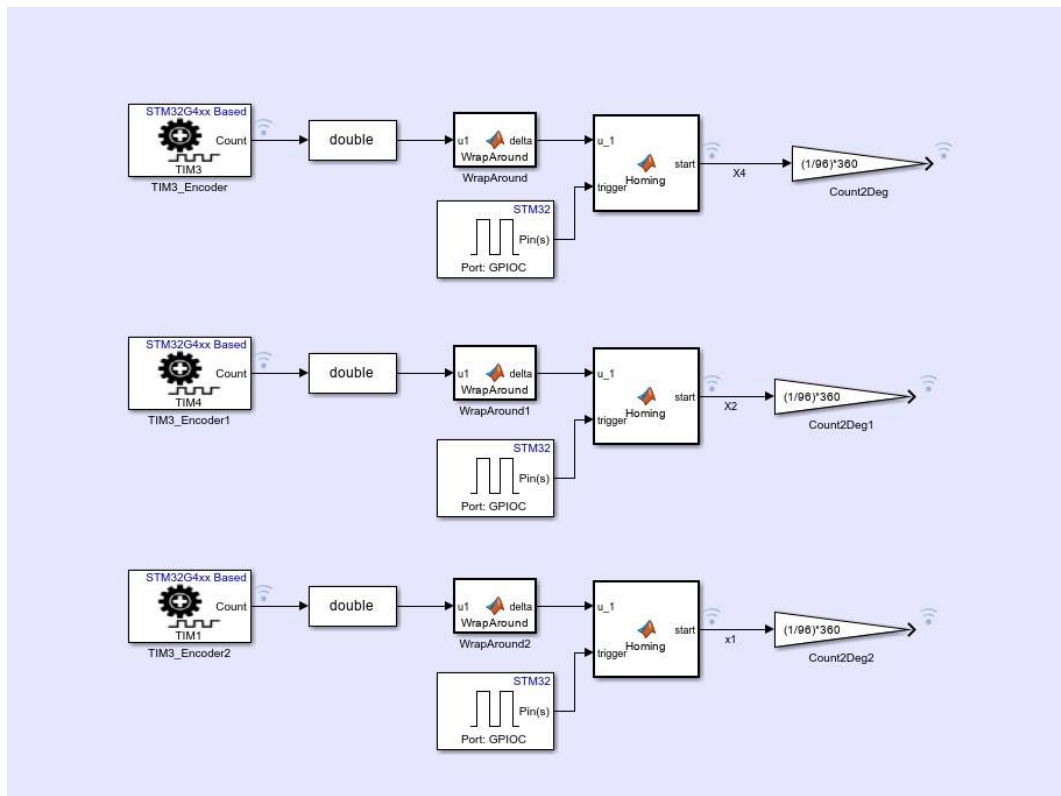 STM32G4xx Based
Count
TIM3
TIM3_Encoder
double
u1 delta
WrapAround
WrapAround
STM32
Pin(s)
Port: GPIOC
u_1
start
trigger
Homing
X4
(1/96)*360
Count2Deg
STM32G4xx Based
Count
TIM4
TIM3_Encoder1
double
u1 delta
WrapAround
WrapAround1
STM32
Pin(s)
Port: GPIOC
u_1
start
trigger
Homing
X2
(1/96)*360
Count2Deg1
STM32G4xx Based
Count
TIM1
TIM3_Encoder2
double
u1 delta
WrapAround
WrapAround2
STM32
Pin(s)
Port: GPIOC
u_1
start
trigger
Homing
x1
(1/96)*360
Count2Deg2